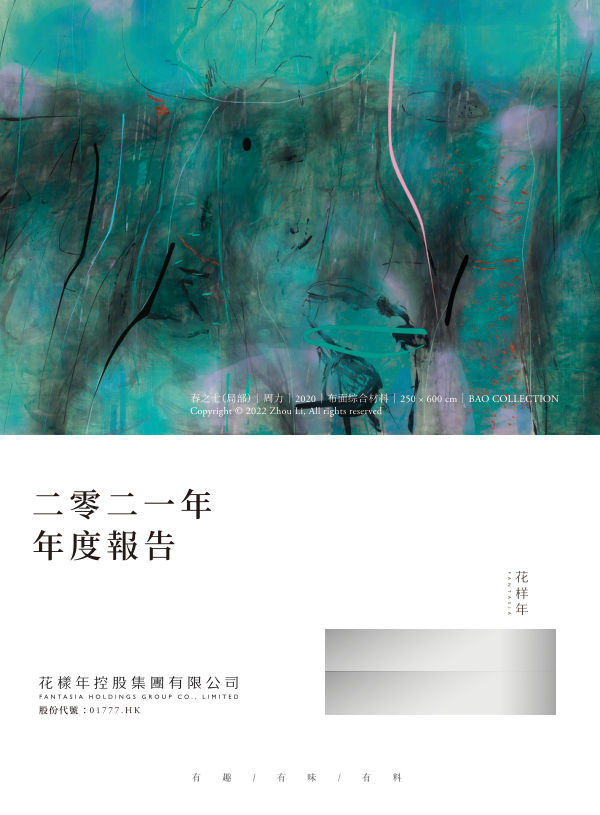 春之七(局部)｜周力｜2020｜布面綜合材料｜250 × 600 cm｜BAO COLLECTION
Copyright © 2022 Zhou Li, All rights reserved
二零二一年
年度報告
花样年
FANTASIA
花樣年控股集團有限公司
FANTASIA HOLDINGS GROUP CO., LIMITED
股份代號：01777.HK
有 趣 / 有 味 / 有 料